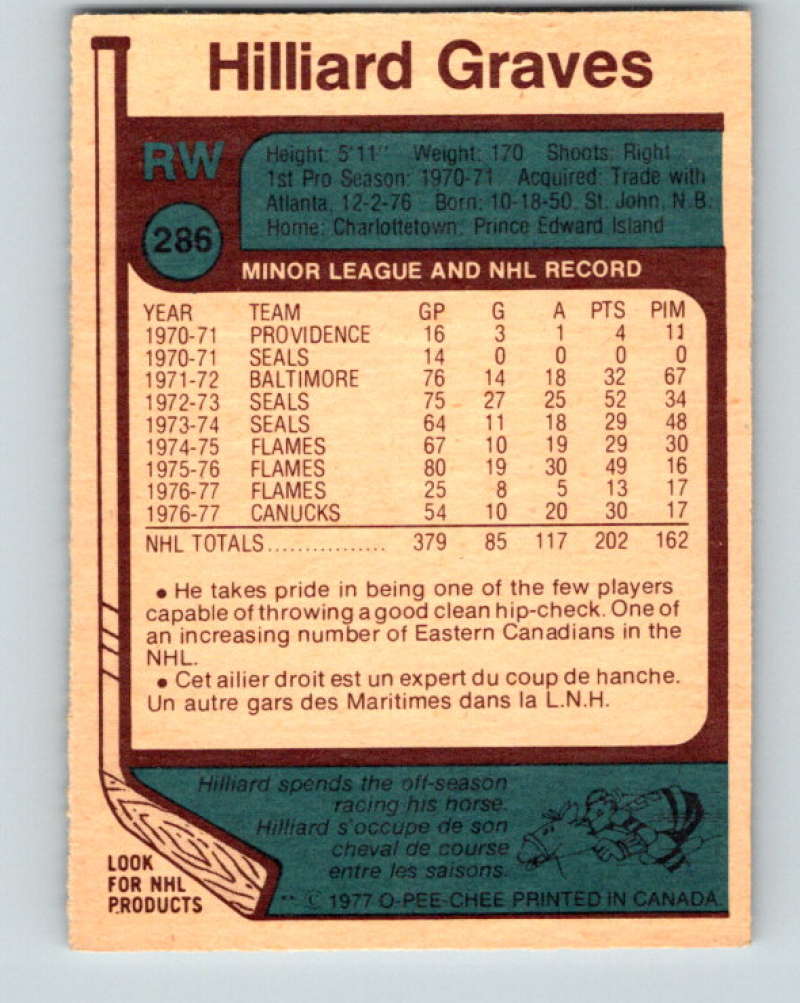 Hilliard Graves
RW
286
Height: 5'11" Weight: 170 Shoots: Right
1st Pro Season: 1970-71 Acquired: Trade with
Atlanta, 12-2-76 Born: 10-18-50, St. John, N.B.
Home: Charlottetown, Prince Edward Island
MINOR LEAGUE AND NHL RECORD
YEAR TEAM GP G A PTS PIM
1970-71 PROVIDENCE 16 3 1 4 11
1970-71 SEALS 14 0 0 0 0
1971-72 BALTIMORE 76 14 18 32 67
1972-73 SEALS 75 27 25 52 34
1973-74 SEALS 64 11 18 29 48
1974-75 FLAMES 67 10 19 29 30
1975-76 FLAMES 80 19 30 49 16
1976-77 FLAMES 25 8 5 13 17
1976-77 CANUCKS 54 10 20 30 17
NHL TOTALS................ 379 85 117 202 162
• He takes pride in being one of the few players
capable of throwing a good clean hip-check. One of
an increasing number of Eastern Canadians in the
NHL.
• Cet ailier droit est un expert du coup de hanche.
Un autre gars des Maritimes dans la L.N.H.
Hilliard spends the off-season
racing his horse.
Hilliard s'occupe de son
cheval de course
entre les saisons.
LOOK
FOR NHL
PRODUCTS
** © 1977 O-PEE-CHEE PRINTED IN CANADA